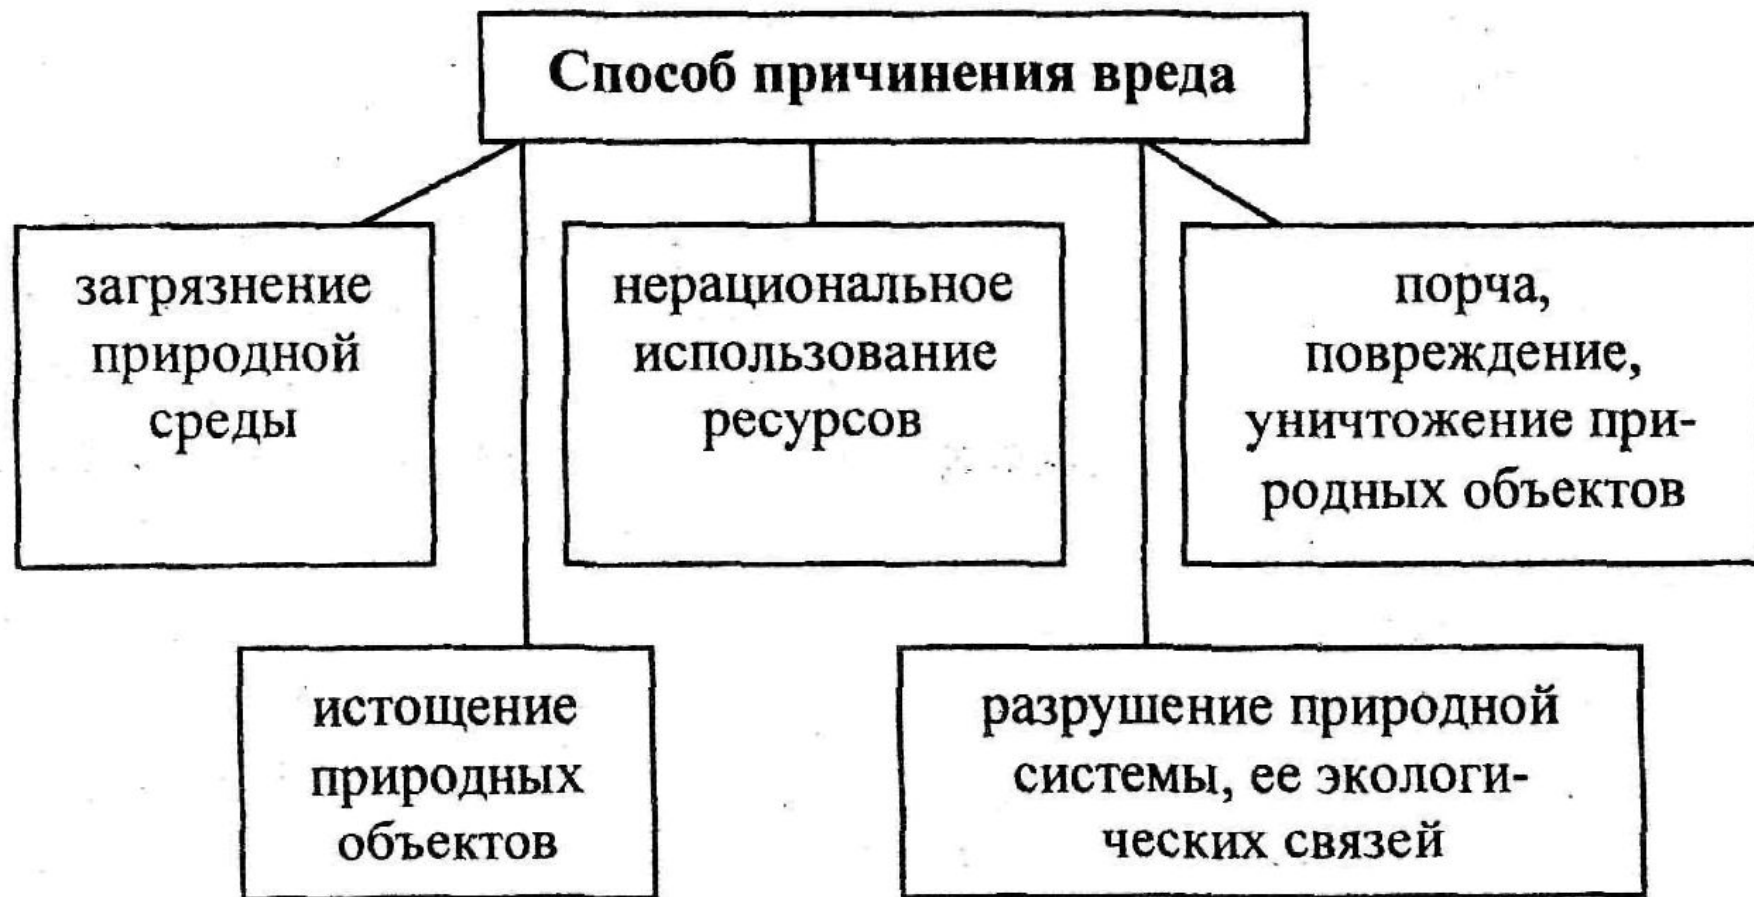 Способ причинения вреда
загрязнение
природной
среды
нерациональное
использование
ресурсов
порча,
повреждение,
уничтожение при-
родных объектов
истощение
природных
объектов
разрушение природной
системы, ее экологи-
ческих связей